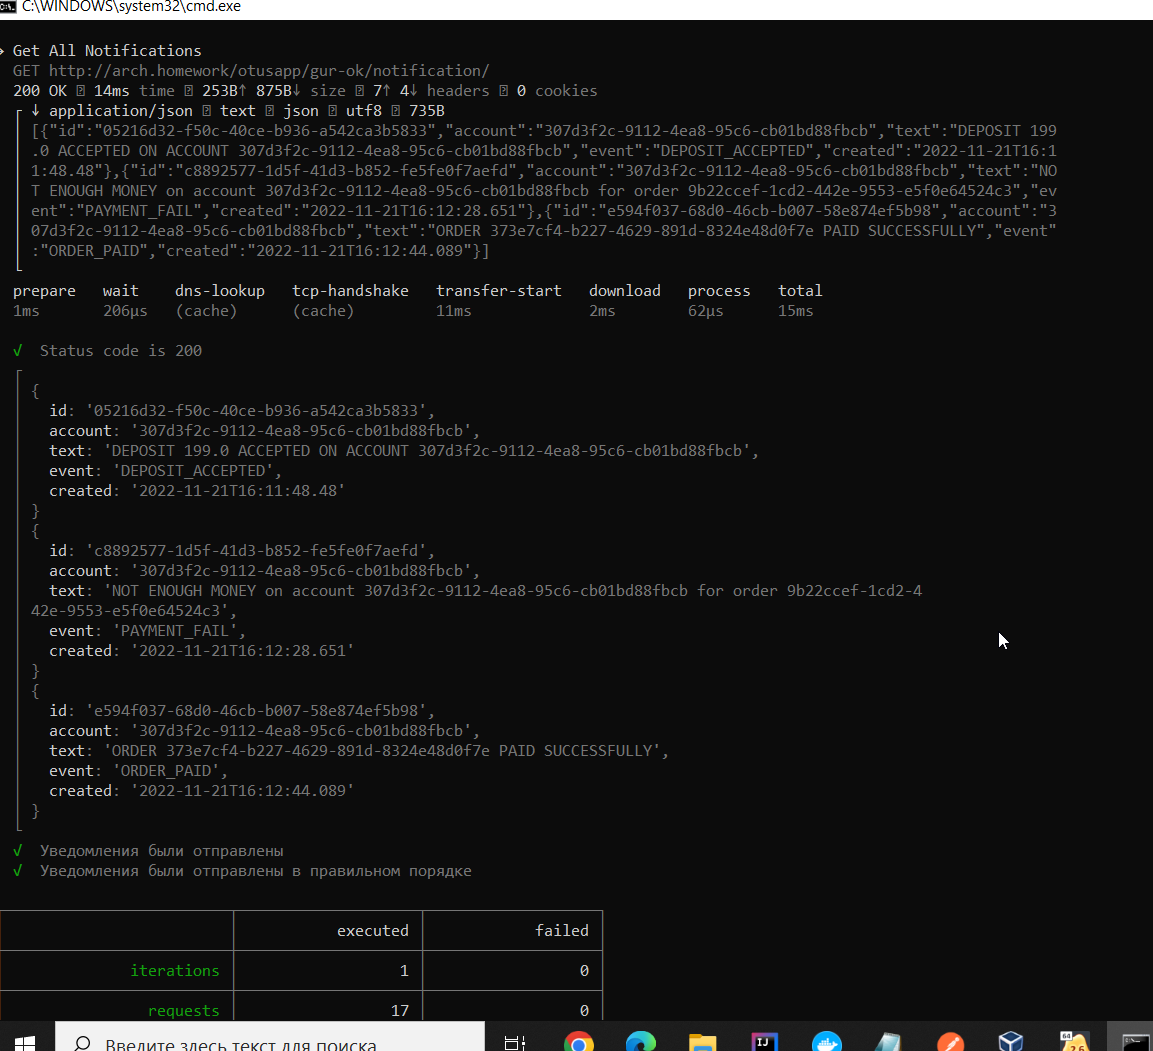 C:\WINDOWS\system32\cmd.exe
→ Get All Notifications
GET http://arch.homework/otusapp/gur-ok/notification/
200 OK ⍰ 14ms time ⍰ 253B↑ 875B↓ size ⍰ 7↑ 4↓ headers ⍰ 0 cookies
↓ application/json ⍰ text ⍰ json ⍰ utf8 ⍰ 735B
[{"id":"05216d32-f50c-40ce-b936-a542ca3b5833","account":"307d3f2c-9112-4ea8-95c6-cb01bd88fbcb","text":"DEPOSIT 199
.0 ACCEPTED ON ACCOUNT 307d3f2c-9112-4ea8-95c6-cb01bd88fbcb","event":"DEPOSIT_ACCEPTED","created":"2022-11-21T16:1
1:48.48"},{"id":"c8892577-1d5f-41d3-b852-fe5fe0f7aefd","account":"307d3f2c-9112-4ea8-95c6-cb01bd88fbcb","text":"NO
T ENOUGH MONEY on account 307d3f2c-9112-4ea8-95c6-cb01bd88fbcb for order 9b22ccef-1cd2-442e-9553-e5f0e64524c3","ev
ent":"PAYMENT_FAIL","created":"2022-11-21T16:12:28.651"},{"id":"e594f037-68d0-46cb-b007-58e874ef5b98","account":"3
07d3f2c-9112-4ea8-95c6-cb01bd88fbcb","text":"ORDER 373e7cf4-b227-4629-891d-8324e48d0f7e PAID SUCCESSFULLY","event"
:"ORDER_PAID","created":"2022-11-21T16:12:44.089"}]
prepare wait dns-lookup tcp-handshake transfer-start download process total
1ms 206µs (cache) (cache) 11ms 2ms 62µs 15ms
√ Status code is 200
{
id: '05216d32-f50c-40ce-b936-a542ca3b5833',
account: '307d3f2c-9112-4ea8-95c6-cb01bd88fbcb',
text: 'DEPOSIT 199.0 ACCEPTED ON ACCOUNT 307d3f2c-9112-4ea8-95c6-cb01bd88fbcb',
event: 'DEPOSIT_ACCEPTED',
created: '2022-11-21T16:11:48.48'
}
{
id: 'c8892577-1d5f-41d3-b852-fe5fe0f7aefd',
account: '307d3f2c-9112-4ea8-95c6-cb01bd88fbcb',
text: 'NOT ENOUGH MONEY on account 307d3f2c-9112-4ea8-95c6-cb01bd88fbcb for order 9b22ccef-1cd2-4
42e-9553-e5f0e64524c3',
event: 'PAYMENT_FAIL',
created: '2022-11-21T16:12:28.651'
}
{
id: 'e594f037-68d0-46cb-b007-58e874ef5b98',
account: '307d3f2c-9112-4ea8-95c6-cb01bd88fbcb',
text: 'ORDER 373e7cf4-b227-4629-891d-8324e48d0f7e PAID SUCCESSFULLY',
event: 'ORDER_PAID',
created: '2022-11-21T16:12:44.089'
}
√ Уведомления были отправлены
√ Уведомления были отправлены в правильном порядке
executed failed
iterations 1 0
requests 17 0
Введите здесь текст для поиска
IJ
64
2.6